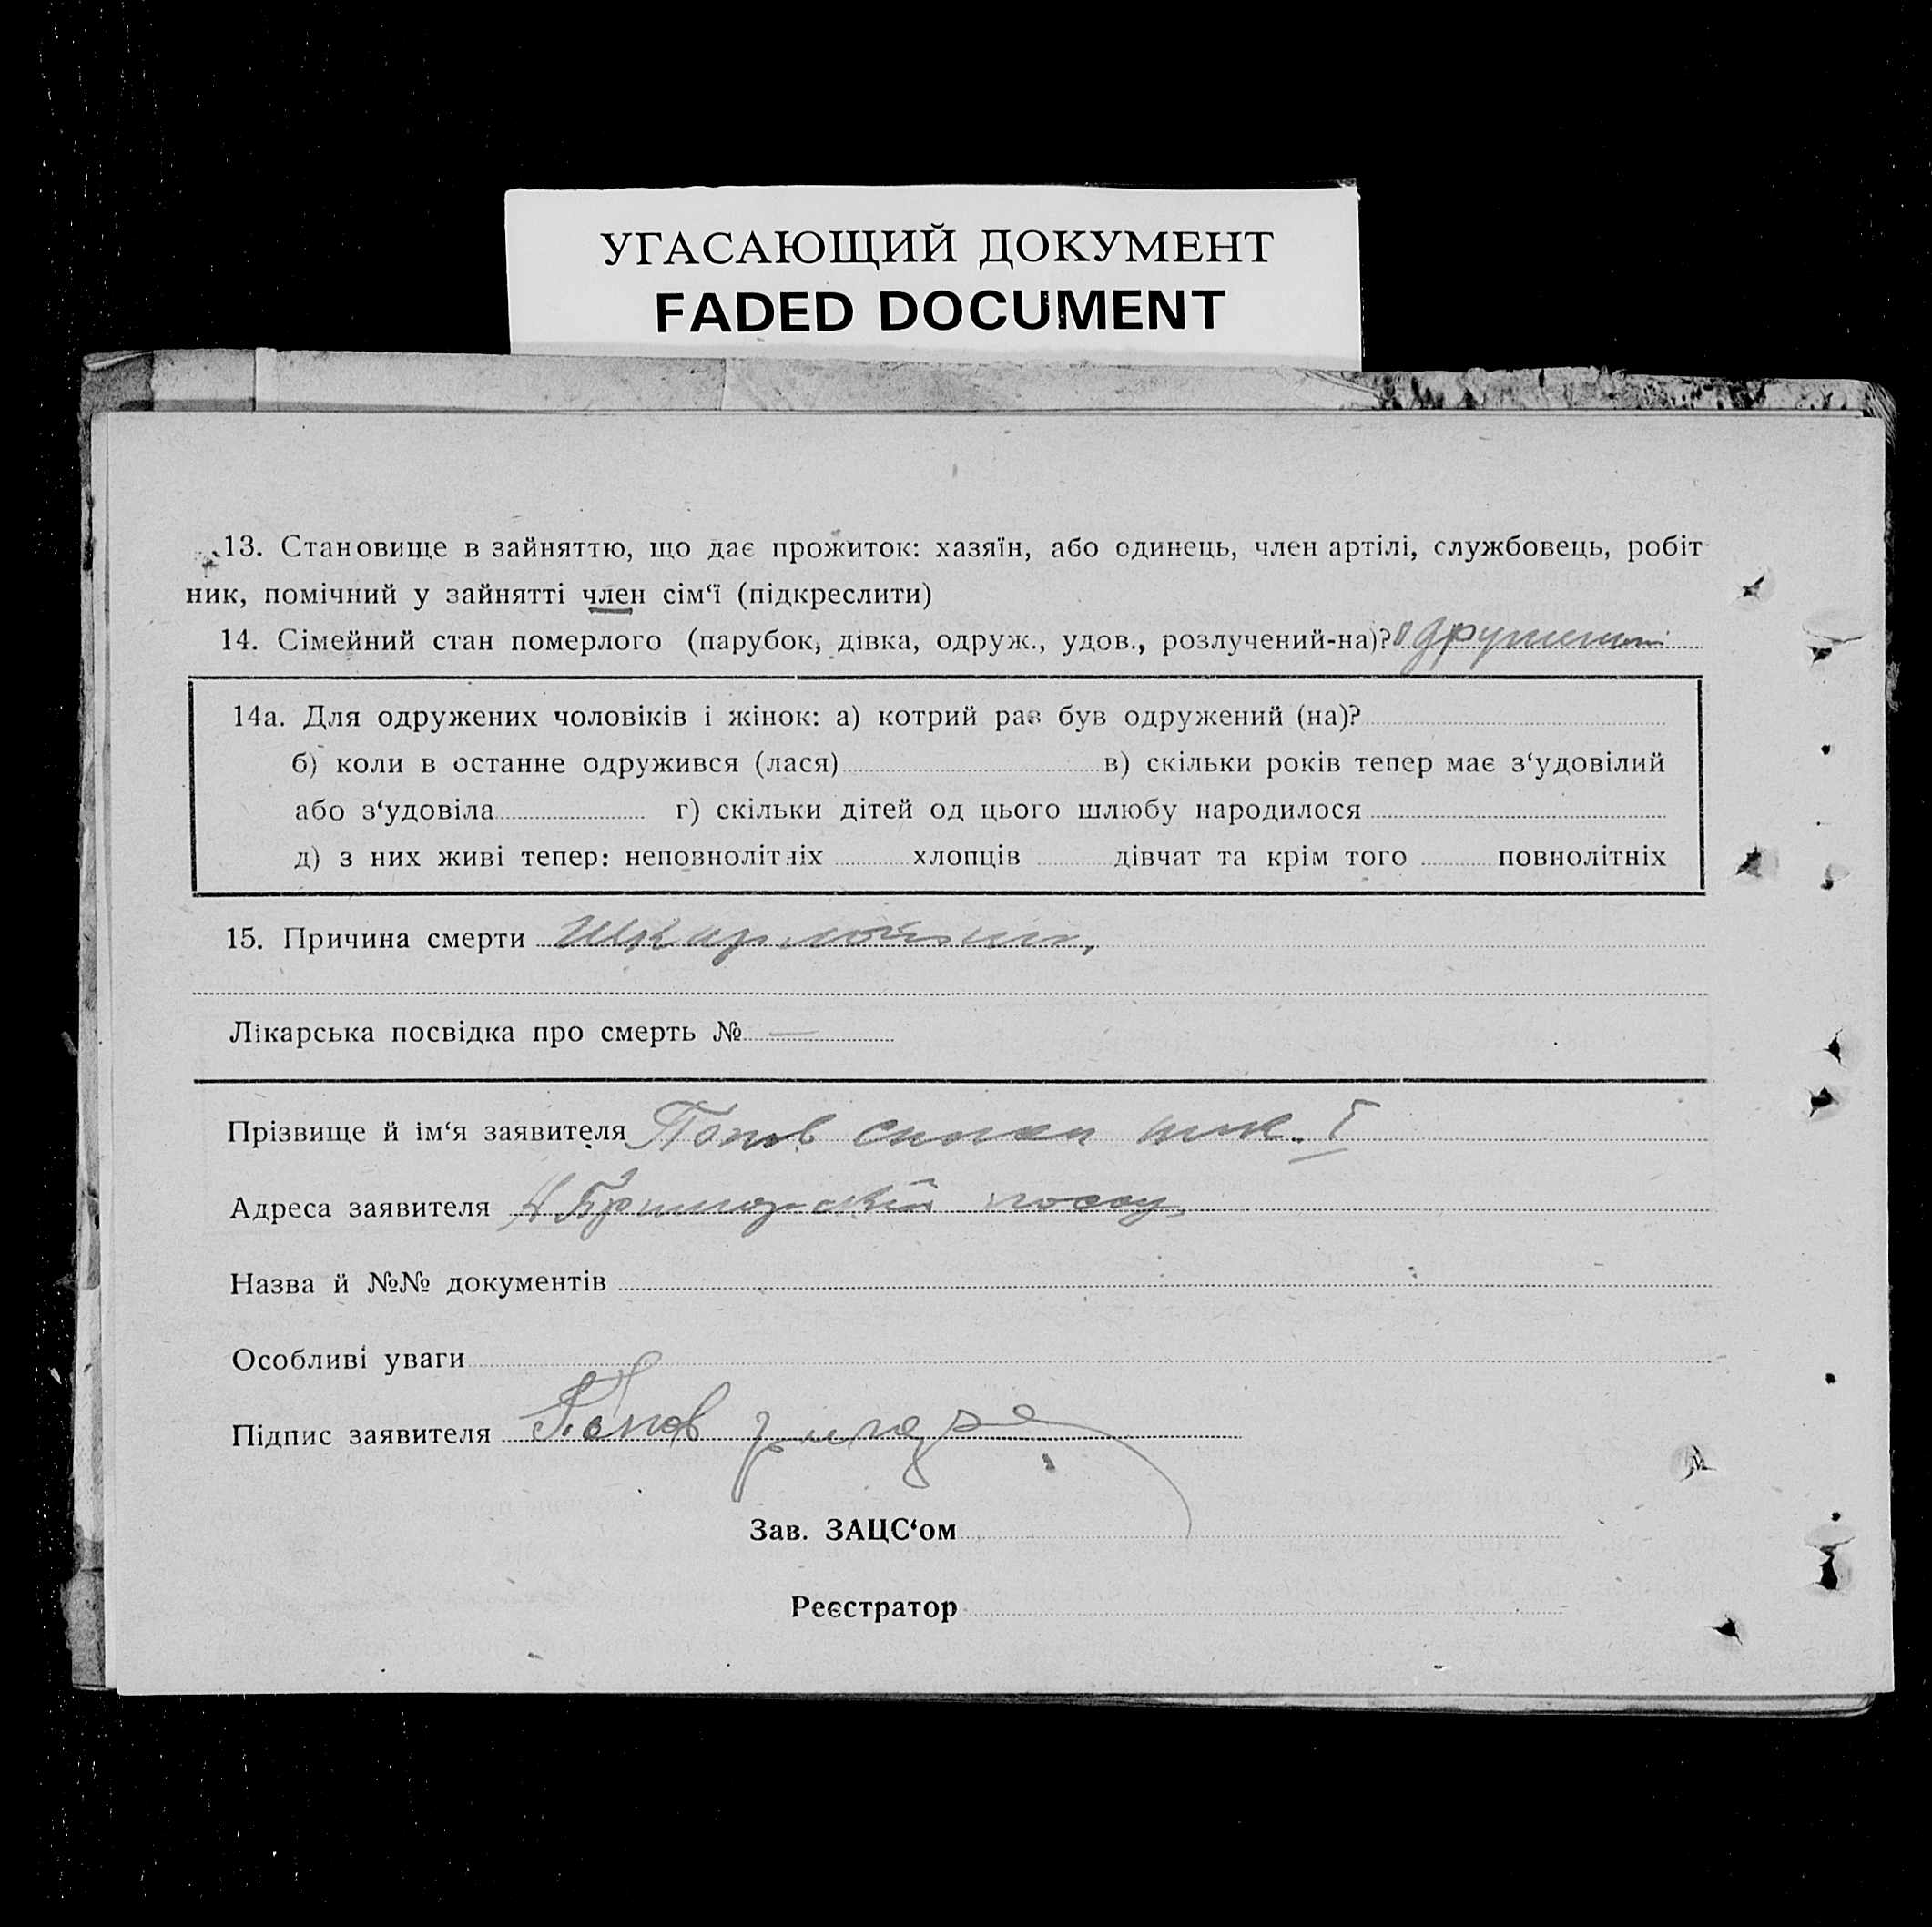 УГАСАЮЩИЙ ДОКУМЕНТ
FADED DOCUMENT
13. Становище в зайняттю, що дає прожиток: хазяїн, або одинець, член артілі, службовець, робіт
ник, помічний у зайнятті член сім‘ї (підкреслити)
14. Сімейний стан померлого (парубок, дівка, одруж., удов., розлучений-на)?
14а. Для одружених чоловіків і жінок: а) котрий раз був одружений (на)?
б) коли в останне одружився (лася) в) скільки років тепер має з‘удовілий
або з‘удовіла г) скільки дітей од цього шлюбу народилося
д) з них живі тепер: неповнолітніх хлопців дівчат та крім того повнолітніх
15. Причина смерти
Лікарська посвідка про смерть № —
Прізвище й ім‘я заявителя Попов
Адреса заявителя
Назва й №№ документів
Особливі уваги
Підпис заявителя Попов
Зав. ЗАЦС‘ом
Реєстратор